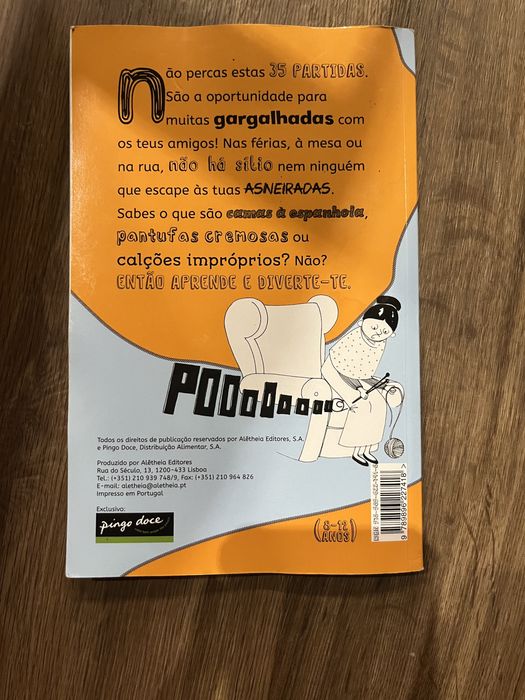 Não percas estas 35 PARTIDAS.
São a oportunidade para
muitas gargalhadas com
os teus amigos! Nas férias, à mesa ou
na rua, não há sítio nem ninguém
que escape às tuas ASNEIRADAS.
Sabes o que são camas à espanhola,
pantufas cremosas ou
calções impróprios? Não?
ENTÃO APRENDE E DIVERTE-TE.
Todos os direitos de publicação reservados por Alêtheia Editores, S.A.
e Pingo Doce, Distribuição Alimentar, S.A.
Produzido por Alêtheia Editores
Rua do Século, 13, 1200-433 Lisboa
Tel.: (+351) 210 939 748/9, Fax: (+351) 210 964 826
E-mail: aletheia@aletheia.pt
Impresso em Portugal
Exclusivo:
pingo doce
(8-12
ANOS)
9 789896 227418 >